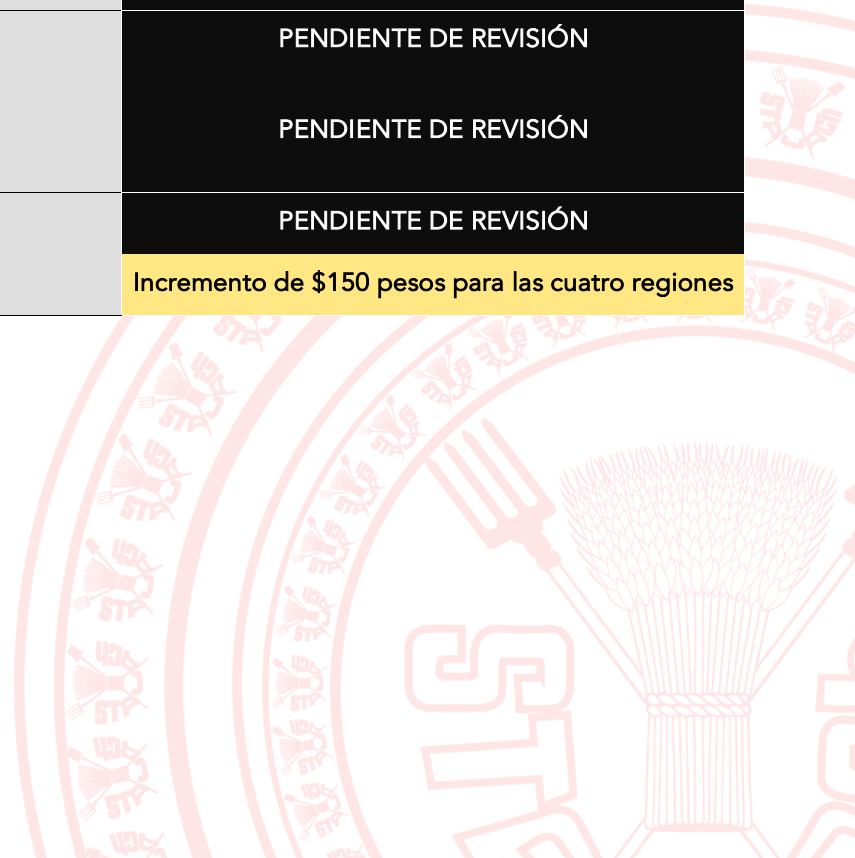 PENDIENTE DE REVISIÓN
PENDIENTE DE REVISIÓN
PENDIENTE DE REVISIÓN
Incremento de $150 pesos para las cuatro regiones